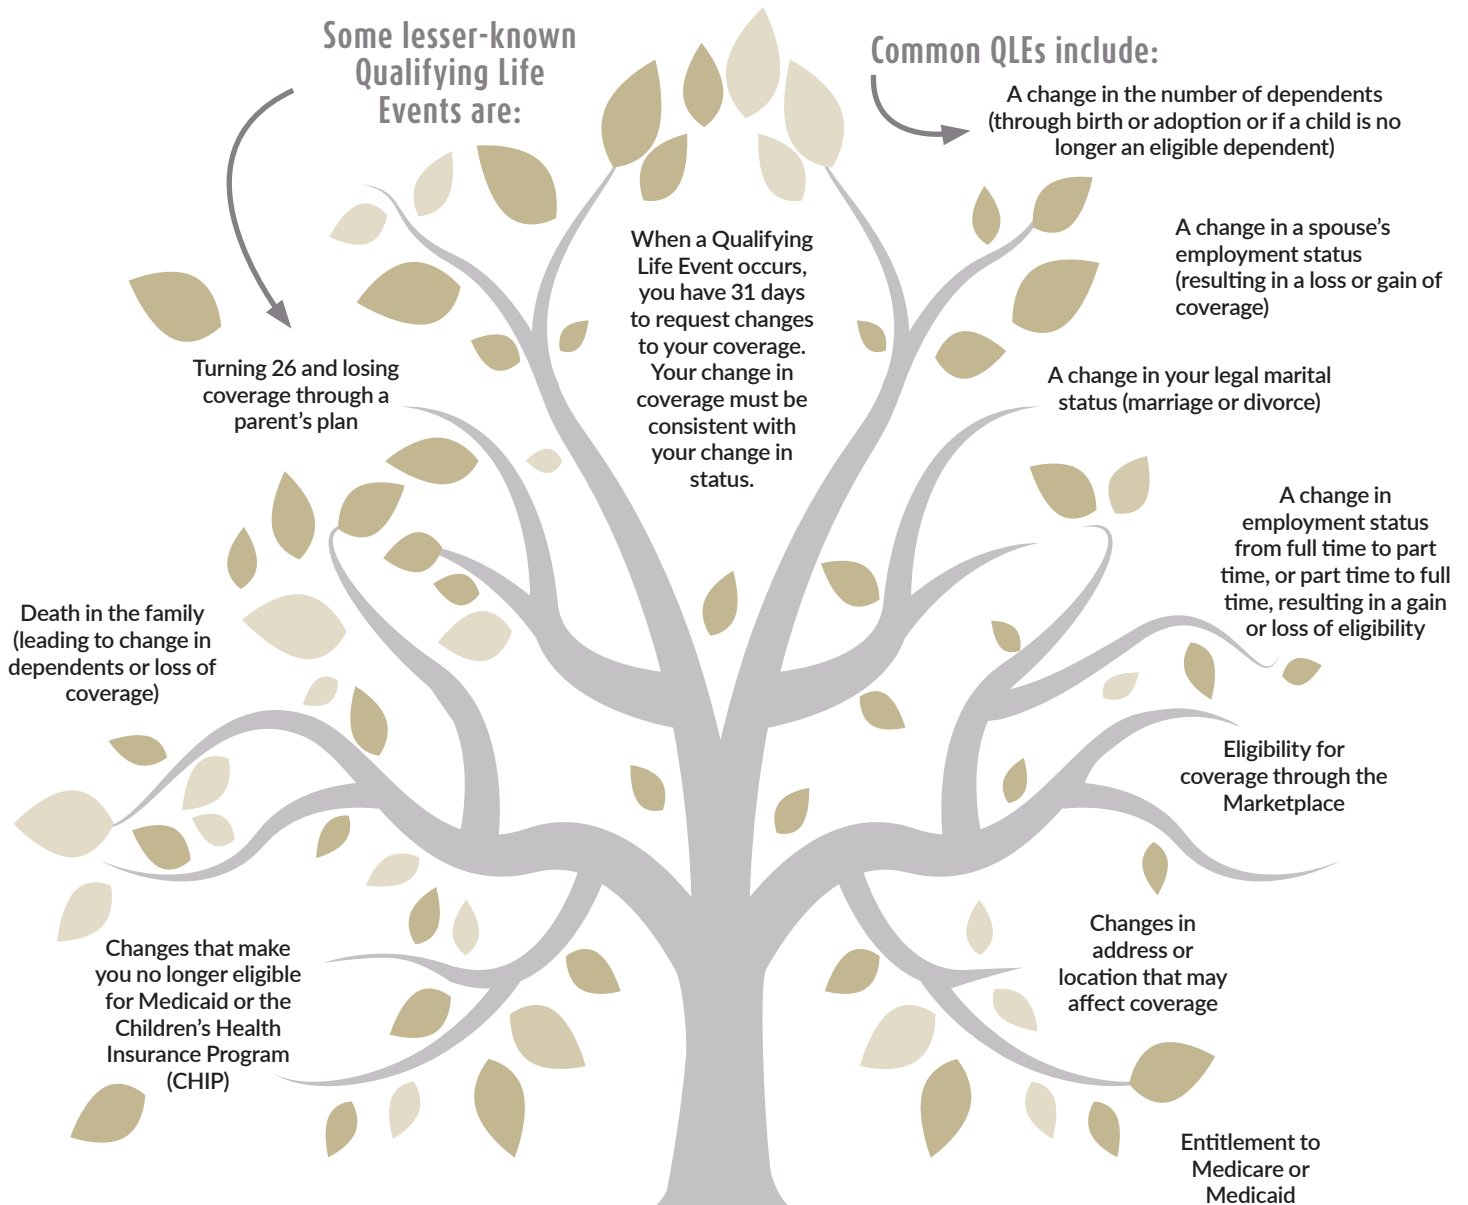 Some lesser-known
Qualifying Life
Events are:
Turning 26 and losing
coverage through a
parent’s plan
Death in the family
(leading to change in
dependents or loss of
coverage)
Changes that make
you no longer eligible
for Medicaid or the
Children’s Health
Insurance Program
(CHIP)
When a Qualifying
Life Event occurs,
you have 31 days
to request changes
to your coverage.
Your change in
coverage must be
consistent with
your change in
status.
Common QLEs include:
A change in the number of dependents
(through birth or adoption or if a child is no
longer an eligible dependent)
A change in a spouse’s
employment status
(resulting in a loss or gain of
coverage)
A change in your legal marital
status (marriage or divorce)
A change in
employment status
from full time to part
time, or part time to full
time, resulting in a gain
or loss of eligibility
Eligibility for
coverage through the
Marketplace
Changes in
address or
location that may
affect coverage
Entitlement to
Medicare or
Medicaid